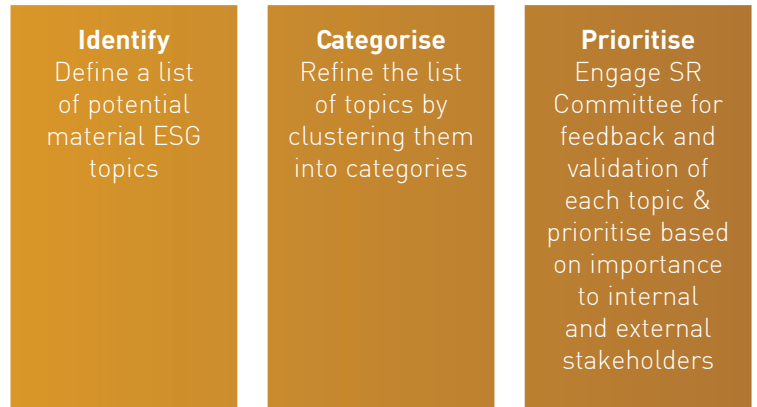 Identify
Define a list
of potential
material ESG
topics
Categorise
Refine the list
of topics by
clustering them
into categories
Prioritise
Engage SR
Committee for
feedback and
validation of
each topic &
prioritise based
on importance
to internal
and external
stakeholders